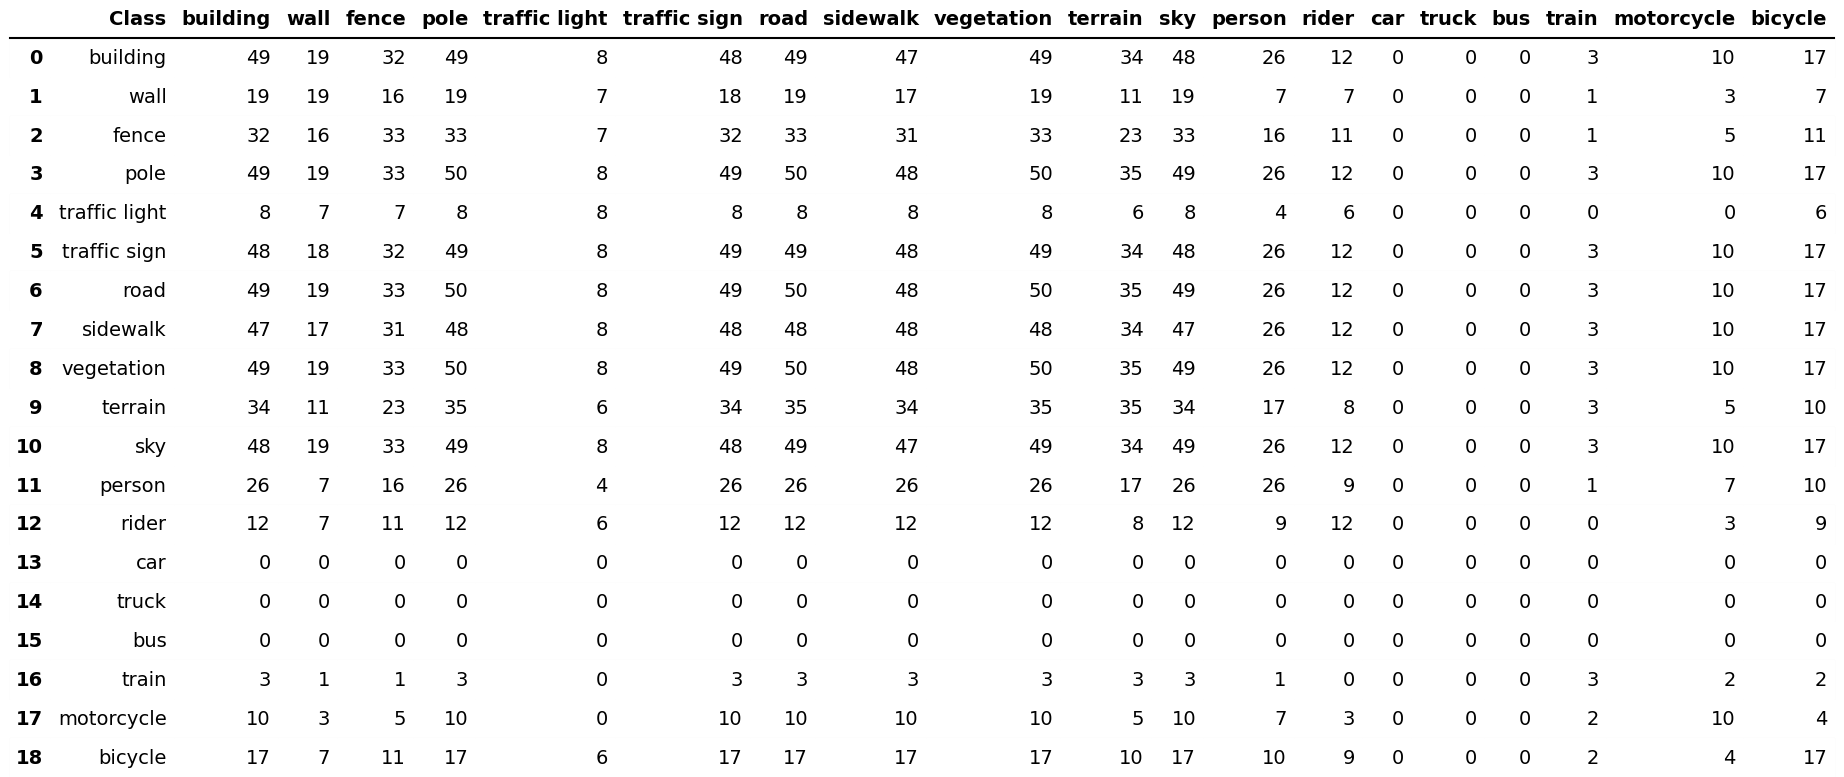 Class building wall fence pole traffic light traffic sign road sidewalk vegetation terrain sky person rider car truck bus train motorcycle bicycle
0 building 49 19 32 49 8 48 49 47 49 34 48 26 12 0 0 0 3 10 17
1 wall 19 19 16 19 7 18 19 17 19 11 19 7 7 0 0 0 1 3 7
2 fence 32 16 33 33 7 32 33 31 33 23 33 16 11 0 0 0 1 5 11
3 pole 49 19 33 50 8 49 50 48 50 35 49 26 12 0 0 0 3 10 17
4 traffic light 8 7 7 8 8 8 8 8 8 6 8 4 6 0 0 0 0 0 6
5 traffic sign 48 18 32 49 8 49 49 48 49 34 48 26 12 0 0 0 3 10 17
6 road 49 19 33 50 8 49 50 48 50 35 49 26 12 0 0 0 3 10 17
7 sidewalk 47 17 31 48 8 48 48 48 48 34 47 26 12 0 0 0 3 10 17
8 vegetation 49 19 33 50 8 49 50 48 50 35 49 26 12 0 0 0 3 10 17
9 terrain 34 11 23 35 6 34 35 34 35 35 34 17 8 0 0 0 3 5 10
10 sky 48 19 33 49 8 48 49 47 49 34 49 26 12 0 0 0 3 10 17
11 person 26 7 16 26 4 26 26 26 26 17 26 26 9 0 0 0 1 7 10
12 rider 12 7 11 12 6 12 12 12 12 8 12 9 12 0 0 0 0 3 9
13 car 0 0 0 0 0 0 0 0 0 0 0 0 0 0 0 0 0 0 0
14 truck 0 0 0 0 0 0 0 0 0 0 0 0 0 0 0 0 0 0 0
15 bus 0 0 0 0 0 0 0 0 0 0 0 0 0 0 0 0 0 0 0
16 train 3 1 1 3 0 3 3 3 3 3 3 1 0 0 0 0 3 2 2
17 motorcycle 10 3 5 10 0 10 10 10 10 5 10 7 3 0 0 0 2 10 4
18 bicycle 17 7 11 17 6 17 17 17 17 10 17 10 9 0 0 0 2 4 17